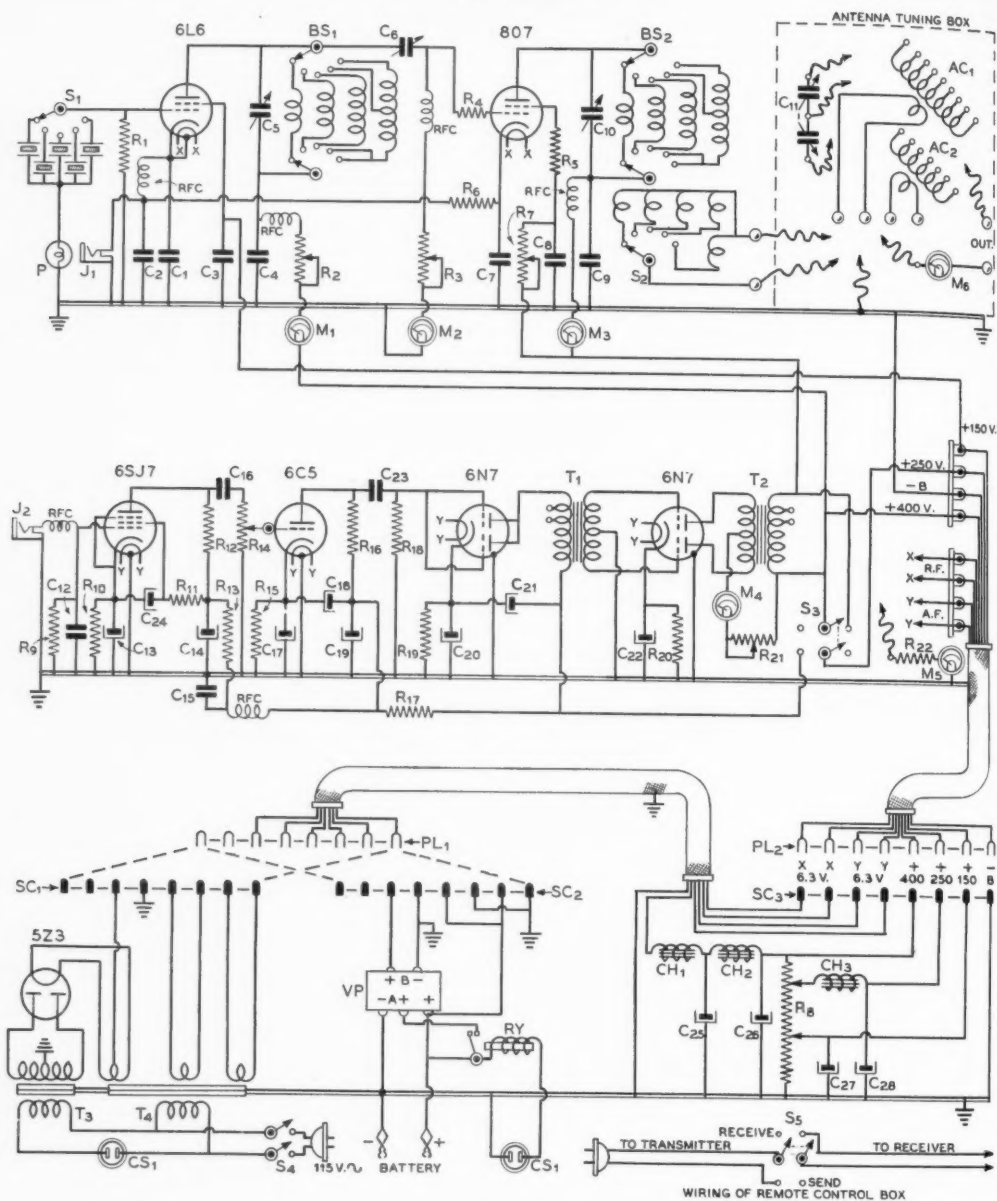 ANTENNA TUNING BOX
6L6
BS1
C6
807
BS2
AC1
S1
C5
R4
C10
C11
R1
X X
RFC
X X
R5
AC2
RFC
R6
RFC
R7
RFC
C8
P
J1
C2
C1
C3
C4
R2
R3
C7
C9
S2
OUT.
M6
M1
M2
M3
+150 V.
+250 V.
-B
+400 V.
6SJ7
C16
6C5
C23
6N7
T1
6N7
T2
J2
RFC
Y Y
R12
R14
Y Y
R16
R18
Y
Y
Y
Y
X
X
R.F.
Y
A.F.
Y
C12
R10
R11
R13
R15
C18
C21
M4
S3
R9
C24
C13
C14
C17
C19
R19
C20
C22
R20
R21
R22
M5
C15
RFC
R17
PL1
PL2
X X Y Y + + + -
6.3 V. 6.3 V 400 250 150 B
SC1
SC2
SC3
5Z3
+ B -
VP
- A + +
RY
CH1
CH2
CH3
R8
C25
C26
C27
C28
T3
T4
CS1
S4
115 V.∿
-
+
BATTERY
CS1
S5
RECEIVE
TO TRANSMITTER
TO RECEIVER
SEND
WIRING OF REMOTE CONTROL BOX